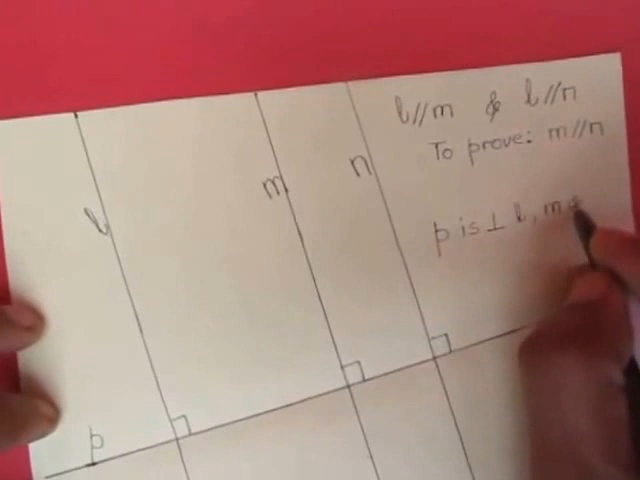 l//m & l//n
To prove: m//n
l
m
n
p is ⊥ l, m &
p